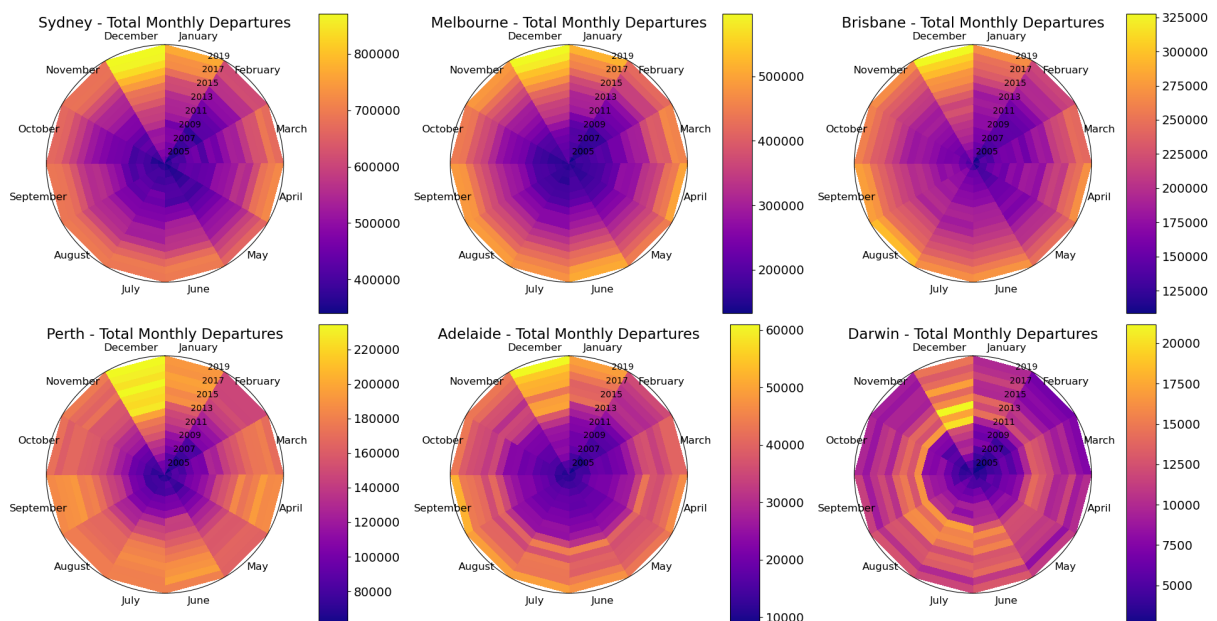 Sydney - Total Monthly Departures
December January
November 2019 February
2017
2015
2013
2011
October 2009 March
2007
2005
September April
August May
July June
800000
700000
600000
500000
400000
Melbourne - Total Monthly Departures
December January
November 2019 February
2017
2015
2013
2011
October 2009 March
2007
2005
September April
August May
July June
500000
400000
300000
200000
Brisbane - Total Monthly Departures
December January
November 2019 February
2017
2015
2013
2011
October 2009 March
2007
2005
September April
August May
July June
325000
300000
275000
250000
225000
200000
175000
150000
125000
Perth - Total Monthly Departures
December January
November 2019 February
2017
2015
2013
2011
October 2009 March
2007
2005
September April
August May
July June
220000
200000
180000
160000
140000
120000
100000
80000
Adelaide - Total Monthly Departures
December January
November 2019 February
2017
2015
2013
2011
October 2009 March
2007
2005
September April
August May
July June
60000
50000
40000
30000
20000
10000
Darwin - Total Monthly Departures
December January
November 2019 February
2017
2015
2013
2011
October 2009 March
2007
2005
September April
August May
July June
20000
17500
15000
12500
10000
7500
5000